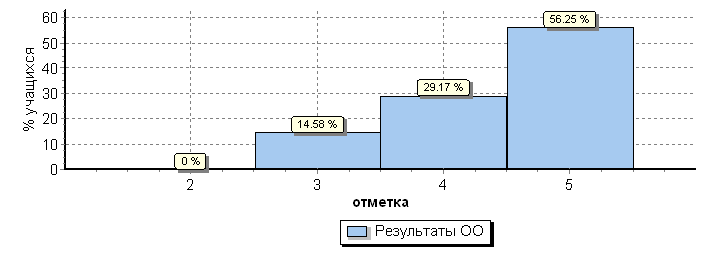 % учащихся
60
50
40
30
20
10
0
0 %
14.58 %
29.17 %
56.25 %
2 3 4 5
отметка
Результаты ОО